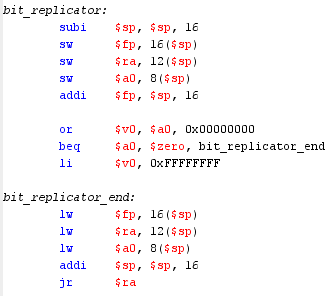 bit_replicator:
subi $sp, $sp, 16
sw $fp, 16($sp)
sw $ra, 12($sp)
sw $a0, 8($sp)
addi $fp, $sp, 16
or $v0, $a0, 0x00000000
beq $a0, $zero, bit_replicator_end
li $v0, 0xFFFFFFFF
bit_replicator_end:
lw $fp, 16($sp)
lw $ra, 12($sp)
lw $a0, 8($sp)
addi $sp, $sp, 16
jr $ra